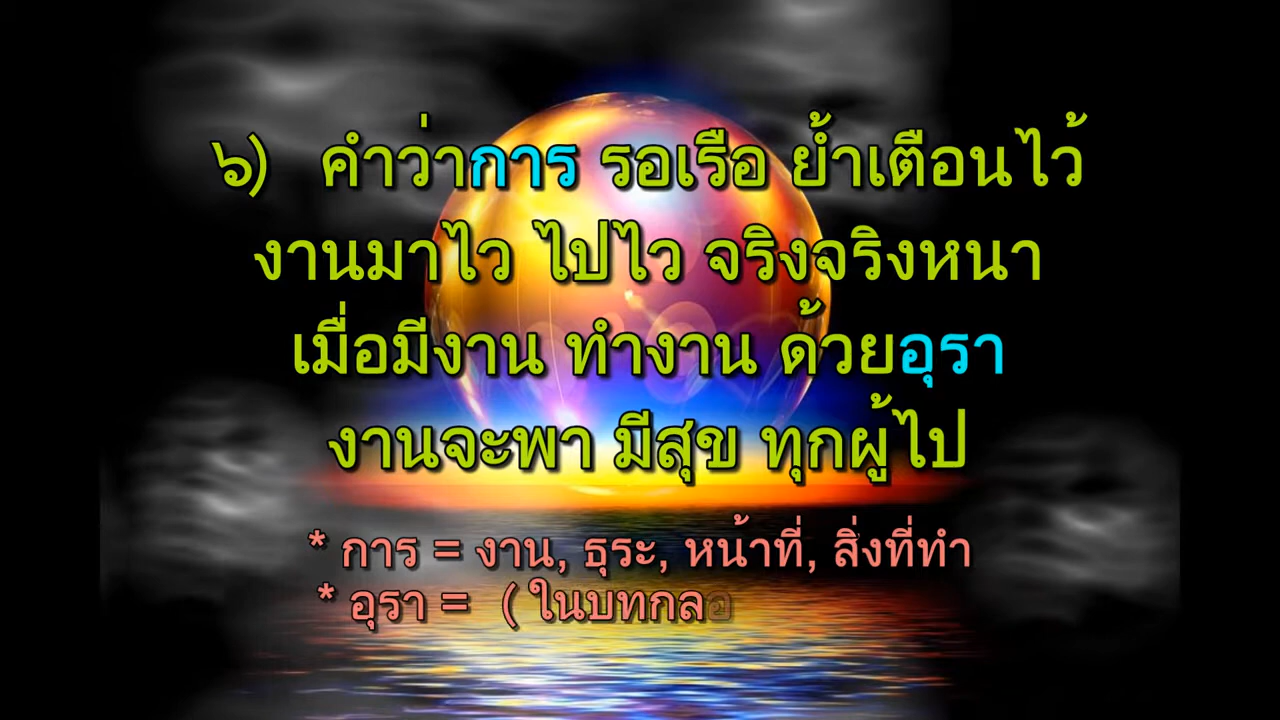 ๖) คำว่าการ รอเรือ ย้ำเตือนไว้
งานมาไว ไปไว จริงจริงหนา
เมื่อมีงาน ทำงาน ด้วยอุรา
งานจะพา มีสุข ทุกผู้ไป
* การ = งาน, ธุระ, หน้าที่, สิ่งที่ทำ
* อุรา = ( ในบทกลอ